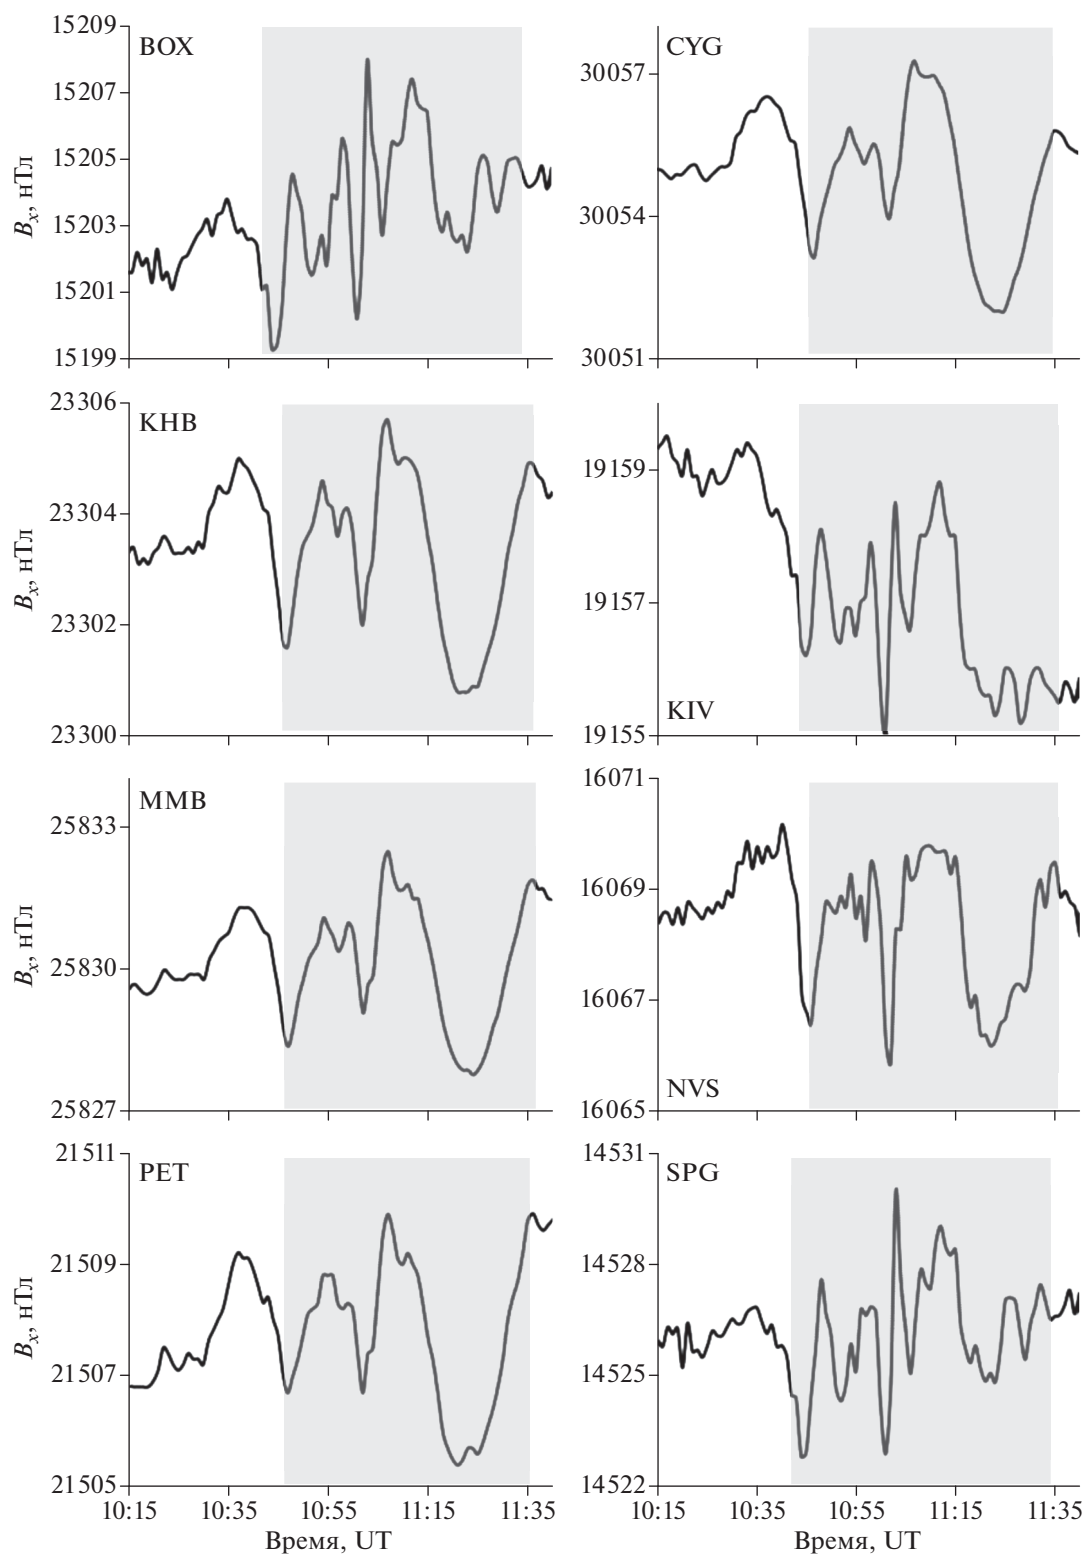 BOX
15209
15207
15205
15203
15201
15199
Bₓ, нТл
CYG
30057
30054
30051
KHB
23306
23304
23302
23300
Bₓ, нТл
KIV
19159
19157
19155
MMB
25833
25830
25827
Bₓ, нТл
NVS
16071
16069
16067
16065
PET
21511
21509
21507
21505
Bₓ, нТл
10:15 10:35 10:55 11:15 11:35
Время, UT
SPG
14531
14528
14525
14522
10:15 10:35 10:55 11:15 11:35
Время, UT